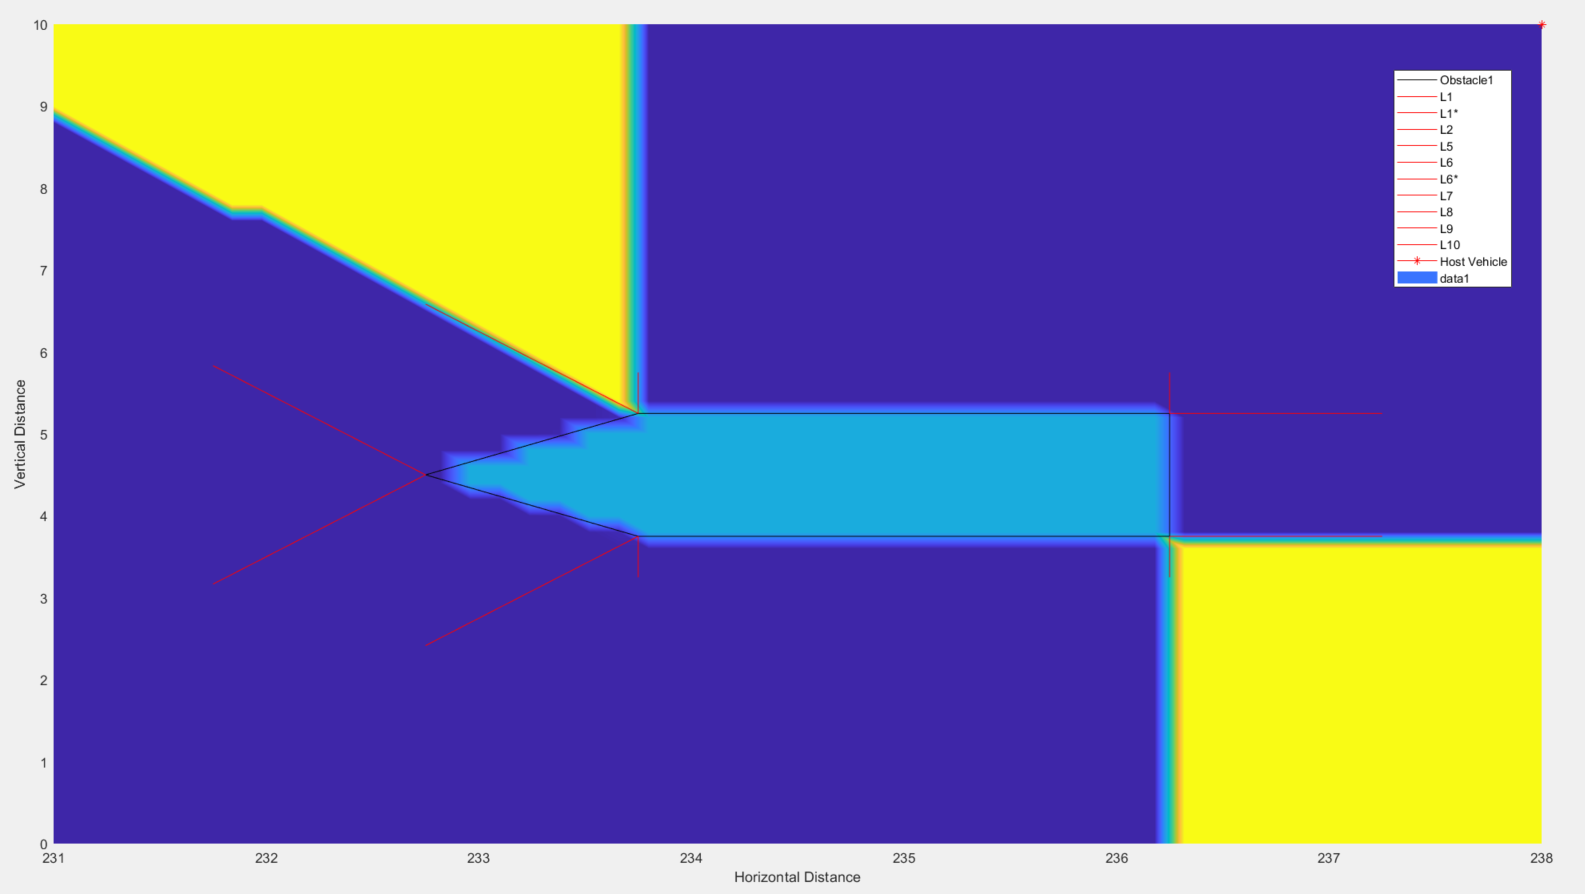 10
9
8
7
6
5
4
3
2
1
0
Vertical Distance
231 232 233 234 235 236 237 238
Horizontal Distance
Obstacle1
L1
L1*
L2
L5
L6
L6*
L7
L8
L9
L10
Host Vehicle
data1